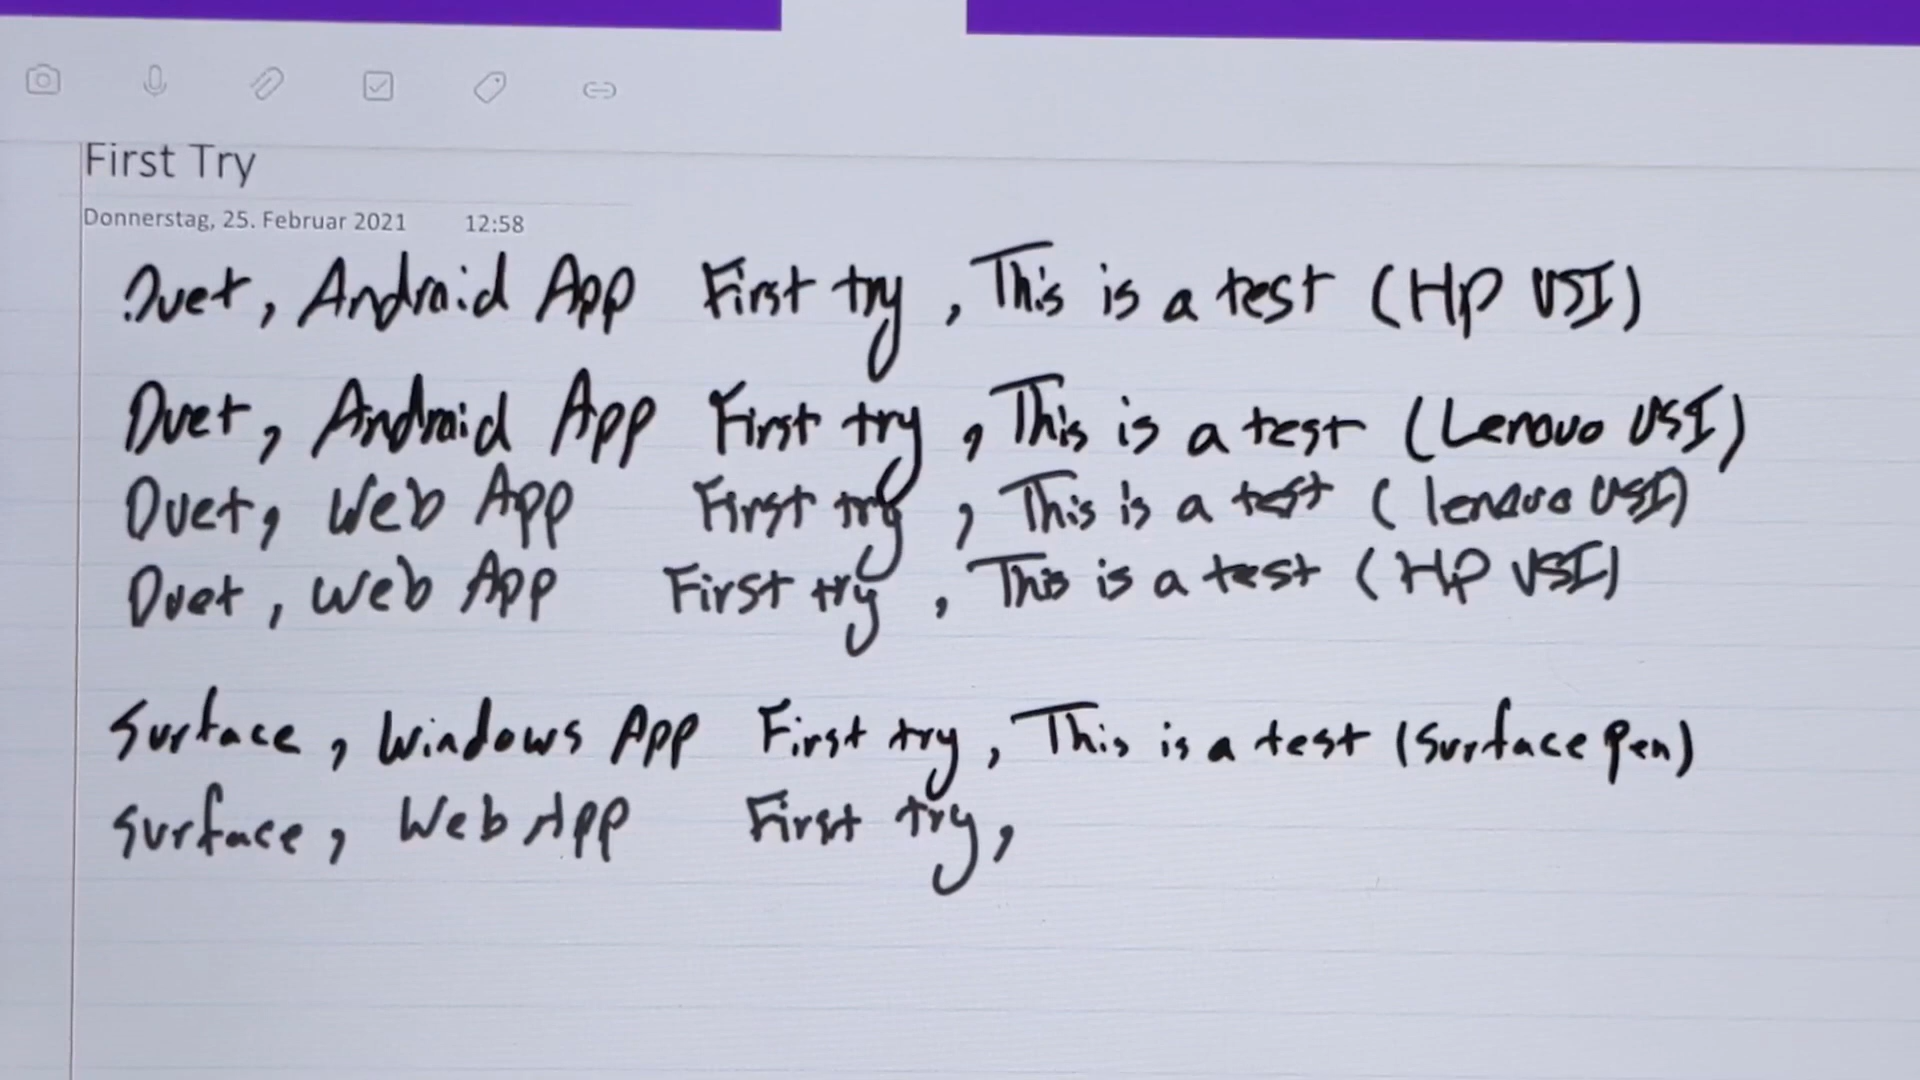 First Try
Donnerstag, 25. Februar 2021 12:58
Duet, Android App First try, This is a test (HP USI)
Duet, Android App First try, This is a test (Lenovo USI)
Duet, Web App First try, This is a test (lenovo USI)
Duet, Web App First try, This is a test (HP USI)
Surface, Windows App First try, This is a test (Surface Pen)
Surface, Web App First try,